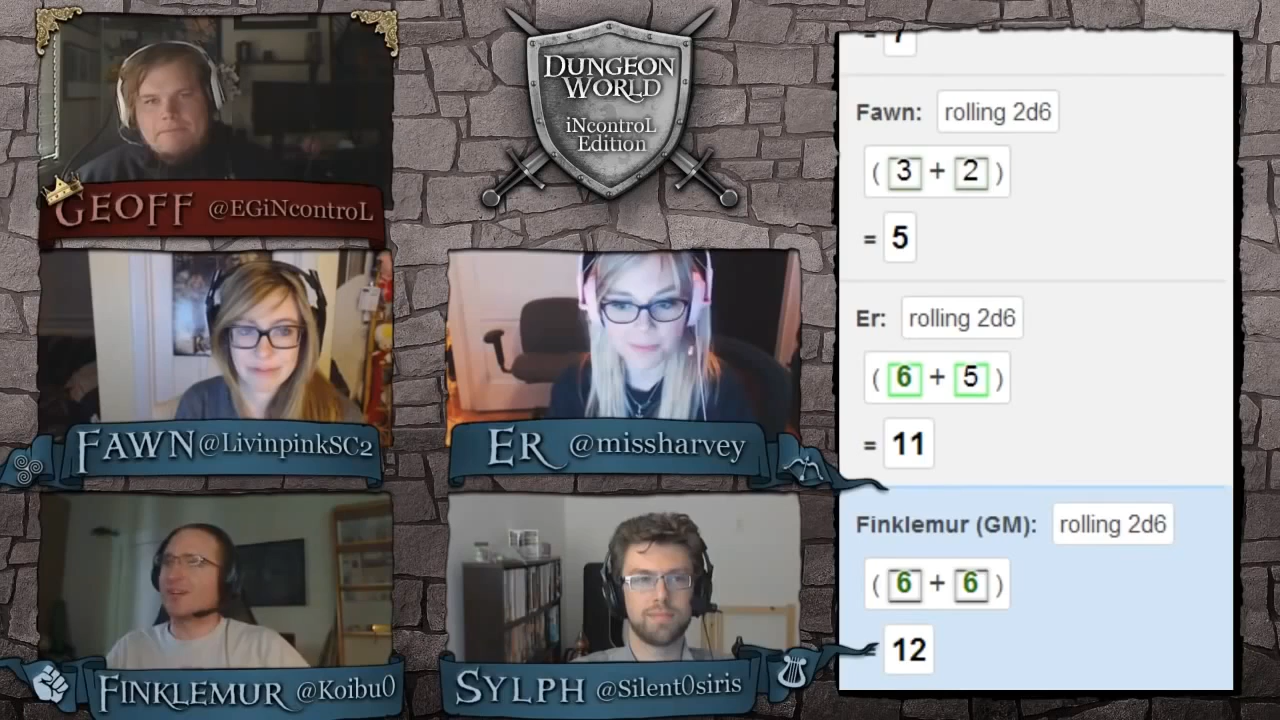 DUNGEON
WORLD
iNcontroL
Edition
GEOFF @EGiNcontroL
FAWN @LivinpinkSC2
ER @missharvey
FINKLEMUR @Koibu0
SYLPH @Silent0siris
= 7
Fawn: rolling 2d6
( 3 + 2 )
= 5
Er: rolling 2d6
( 6 + 5 )
= 11
Finklemur (GM): rolling 2d6
( 6 + 6 )
= 12